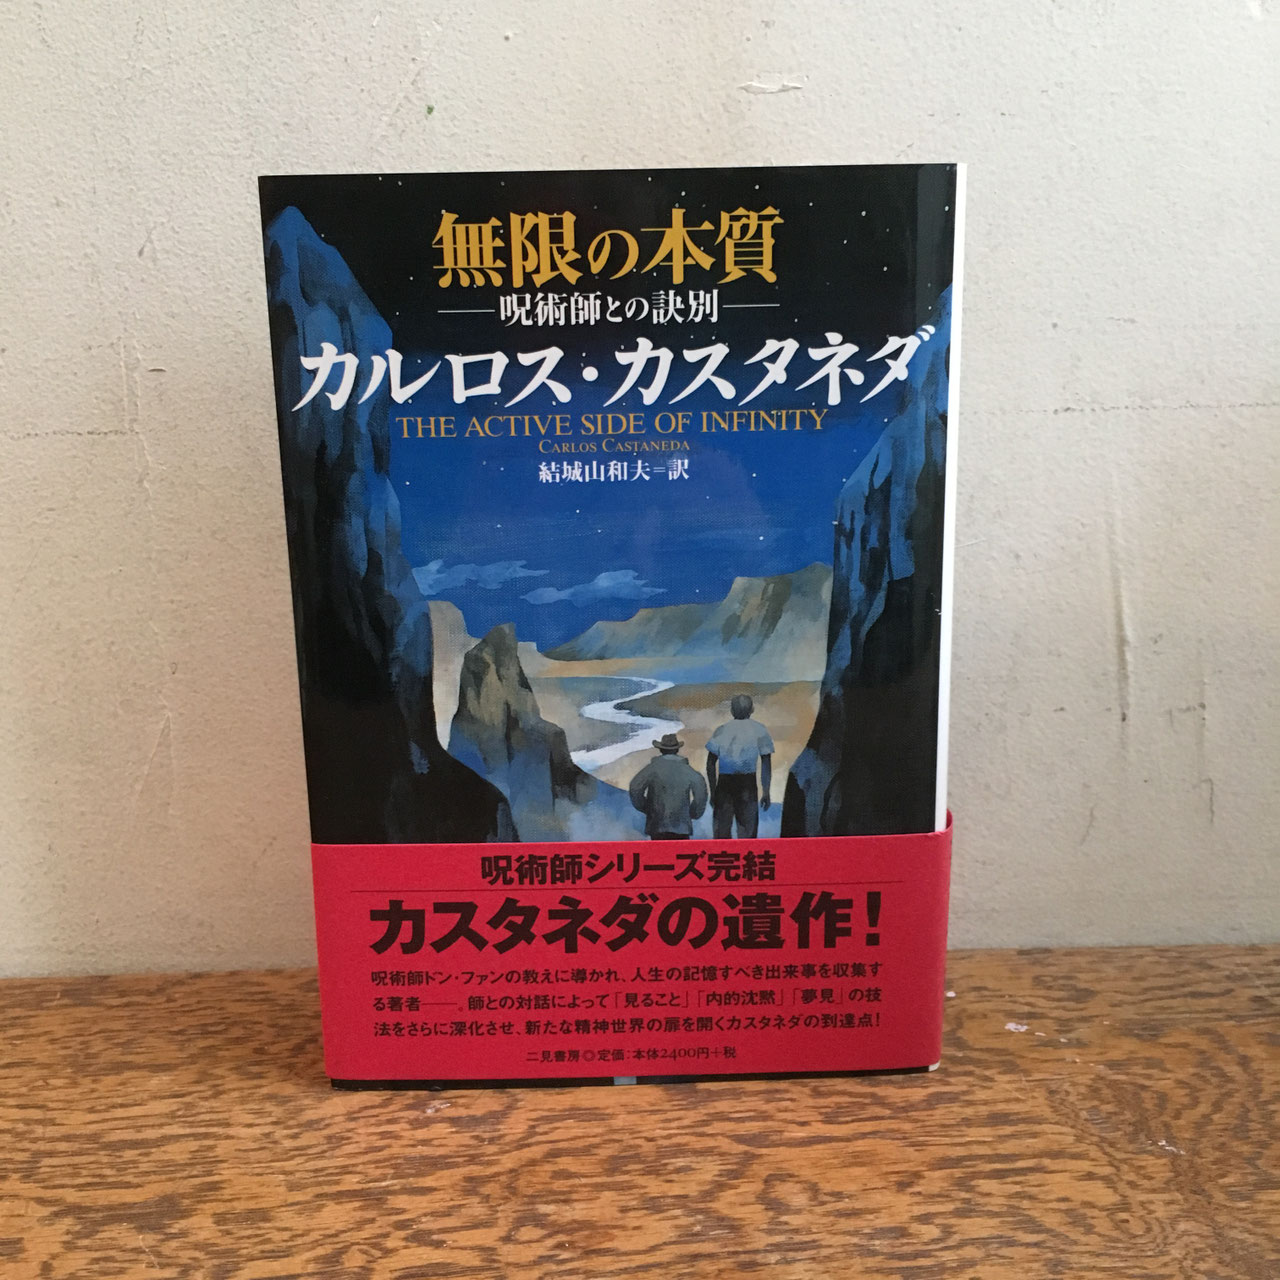 無限の本質
―呪術師との訣別―
カルロス・カスタネダ
THE ACTIVE SIDE OF INFINITY
CARLOS CASTANEDA
結城山和夫=訳
呪術師シリーズ完結
カスタネダの遺作!
呪術師ドン・ファンの教えに導かれ、人生の記憶すべき出来事を収集す
る著者――。師との対話によって「見ること」「内的沈黙」「夢見」の技
法をさらに深化させ、新たな精神世界の扉を開くカスタネダの到達点!
二見書房◎定価:本体2400円+税